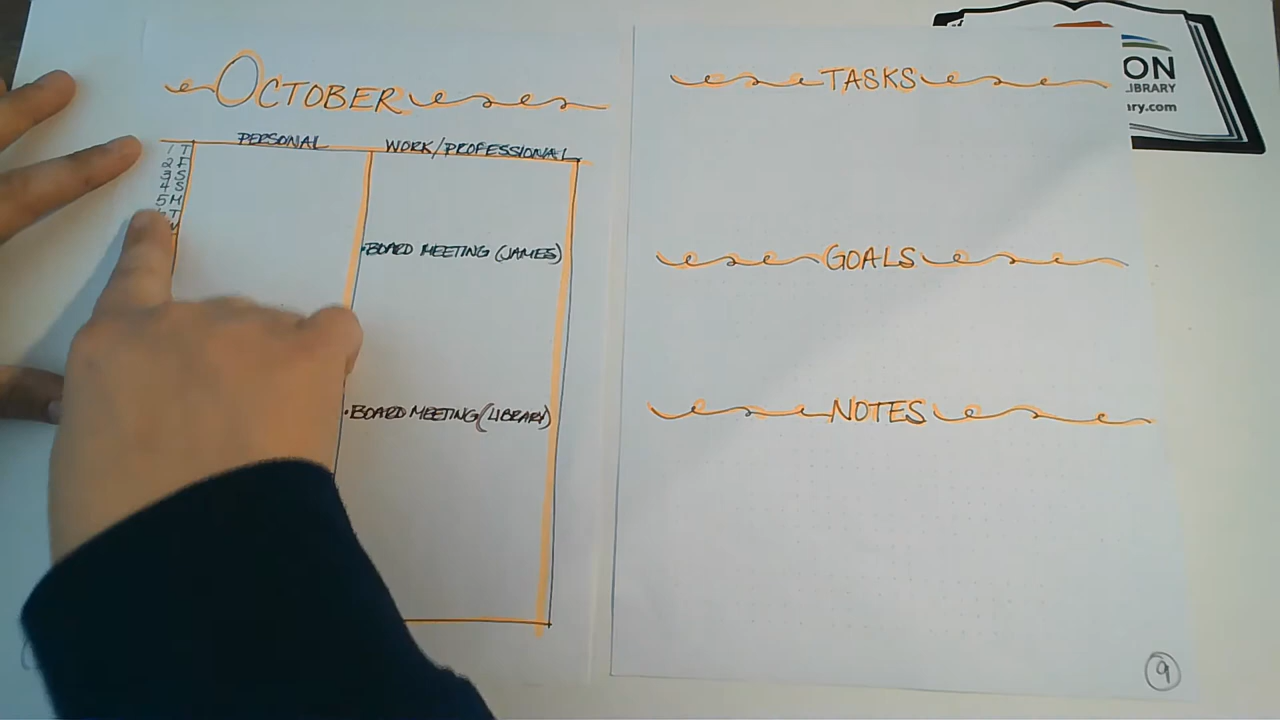 OCTOBER
PERSONAL WORK/PROFESSIONAL
1 T
2 F
3 S
4 S
5 M
T
W
• BOARD MEETING (JAMES)
• BOARD MEETING (LIBRARY)
TASKS
GOALS
NOTES
9
ON
LIBRARY
ry.com